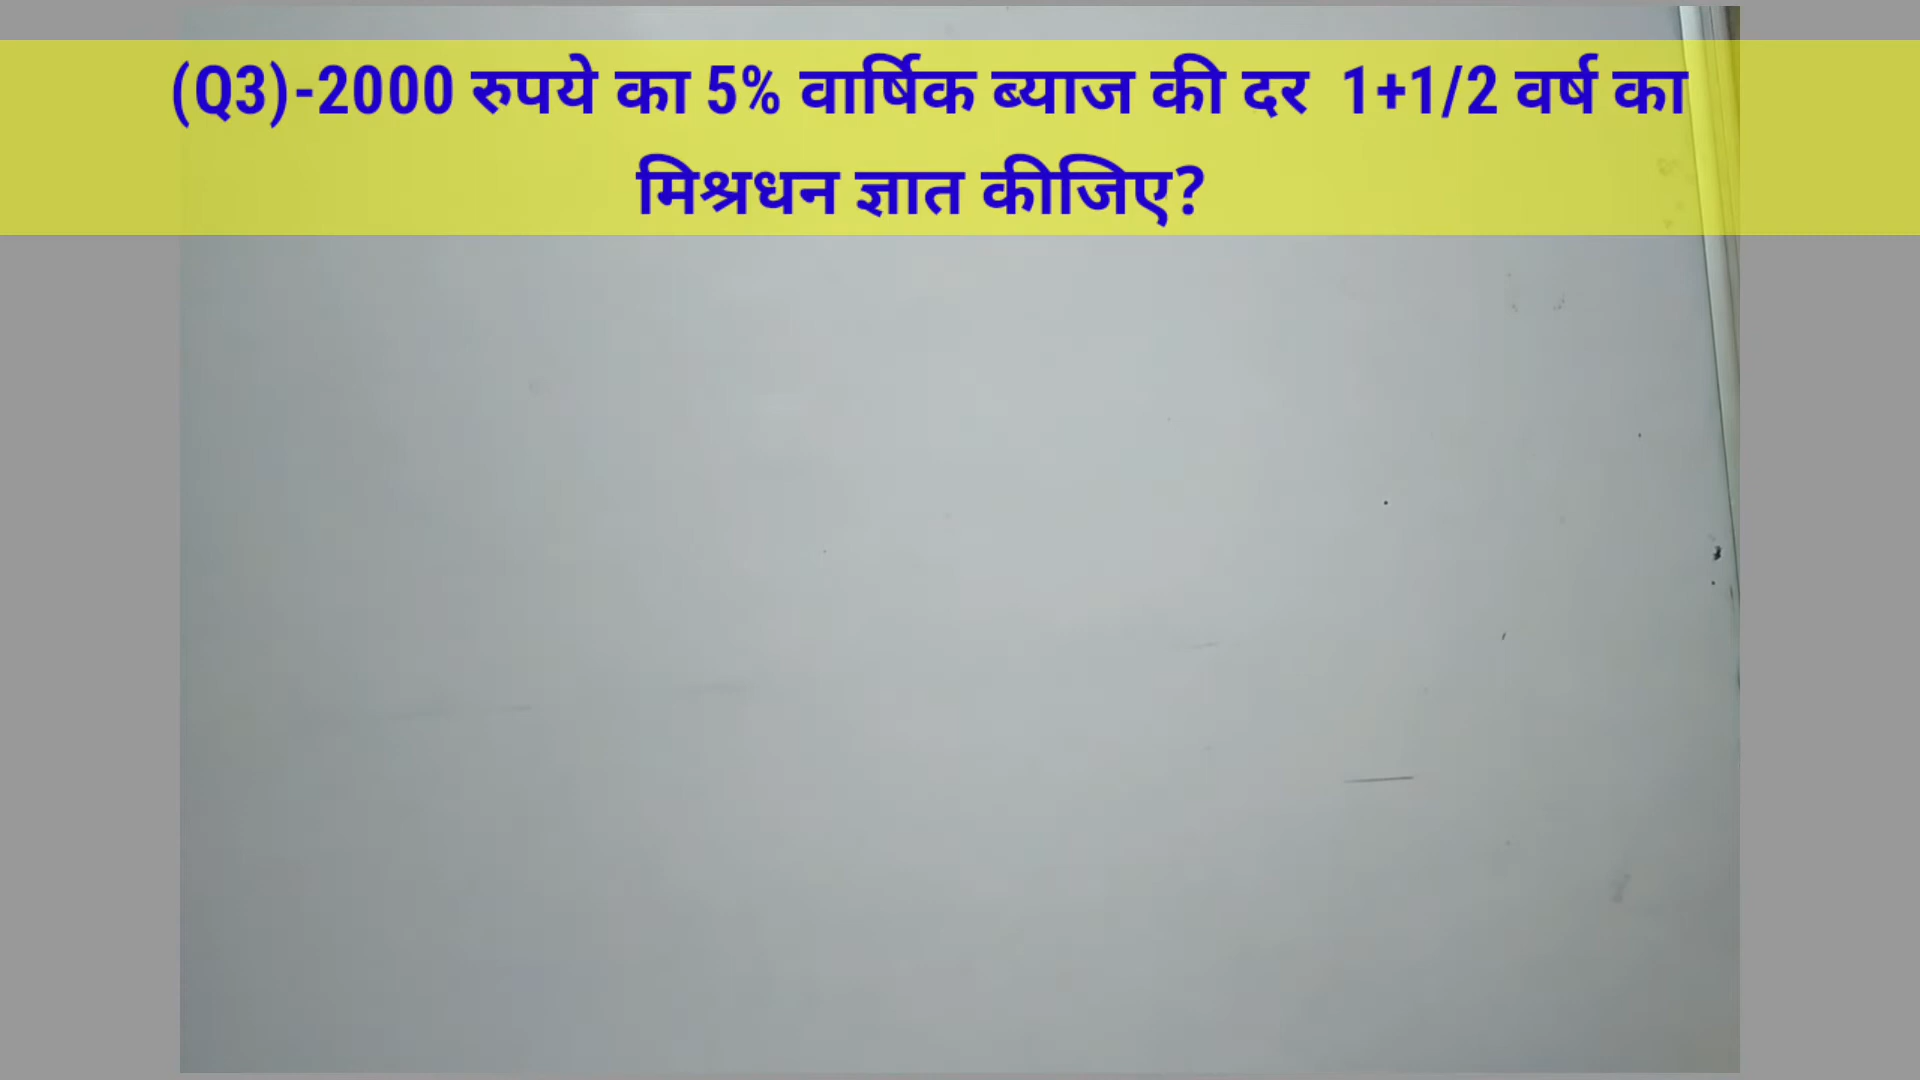 (Q3)-2000 रुपये का 5% वार्षिक ब्याज की दर 1+1/2 वर्ष का
मिश्रधन ज्ञात कीजिए?